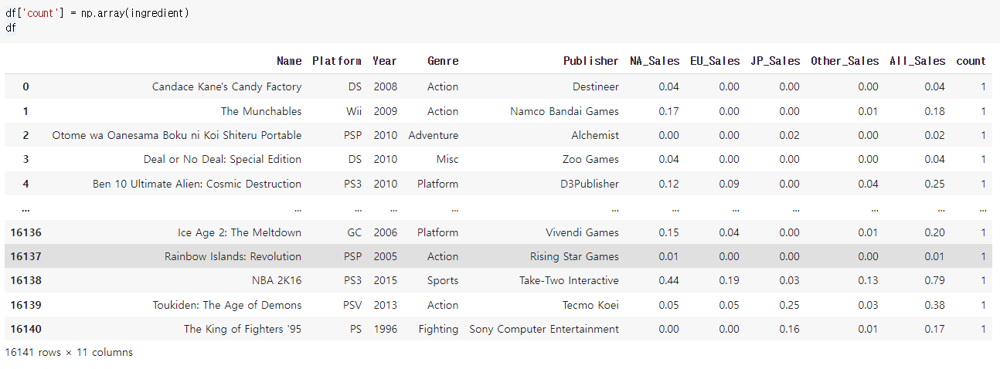 df['count'] = np.array(ingredient)
df
Name Platform Year Genre Publisher NA_Sales EU_Sales JP_Sales Other_Sales All_Sales count
0 Candace Kane's Candy Factory DS 2008 Action Destineer 0.04 0.00 0.00 0.00 0.04 1
1 The Munchables Wii 2009 Action Namco Bandai Games 0.17 0.00 0.00 0.01 0.18 1
2 Otome wa Oanesama Boku ni Koi Shiteru Portable PSP 2010 Adventure Alchemist 0.00 0.00 0.02 0.00 0.02 1
3 Deal or No Deal: Special Edition DS 2010 Misc Zoo Games 0.04 0.00 0.00 0.00 0.04 1
4 Ben 10 Ultimate Alien: Cosmic Destruction PS3 2010 Platform D3Publisher 0.12 0.09 0.00 0.04 0.25 1
... ... ... ... ... ... ... ... ... ... ... ...
16136 Ice Age 2: The Meltdown GC 2006 Platform Vivendi Games 0.15 0.04 0.00 0.01 0.20 1
16137 Rainbow Islands: Revolution PSP 2005 Action Rising Star Games 0.01 0.00 0.00 0.00 0.01 1
16138 NBA 2K16 PS3 2015 Sports Take-Two Interactive 0.44 0.19 0.03 0.13 0.79 1
16139 Toukiden: The Age of Demons PSV 2013 Action Tecmo Koei 0.05 0.05 0.25 0.03 0.38 1
16140 The King of Fighters '95 PS 1996 Fighting Sony Computer Entertainment 0.00 0.00 0.16 0.01 0.17 1
16141 rows × 11 columns